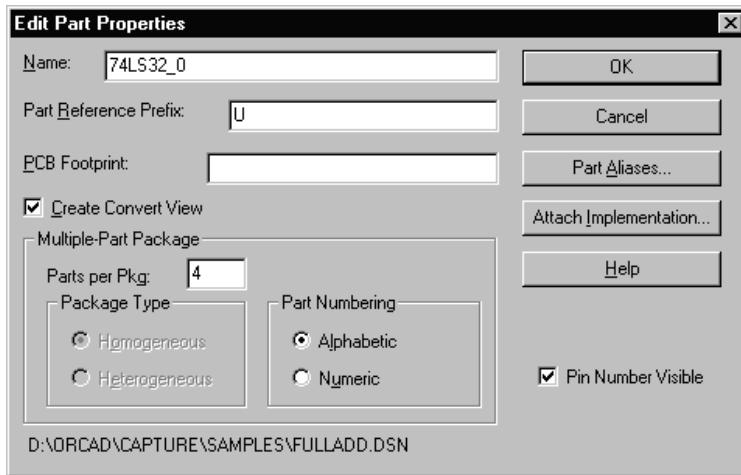 Edit Part Properties
Name: 74LS32_0
OK
Part Reference Prefix: U
Cancel
PCB Footprint:
Part Aliases...
Create Convert View
Attach Implementation...
Multiple-Part Package
Parts per Pkg: 4
Help
Package Type
Part Numbering
Homogeneous
Alphabetic
Heterogeneous
Numeric
Pin Number Visible
D:\ORCAD\CAPTURE\SAMPLES\FULLADD.DSN